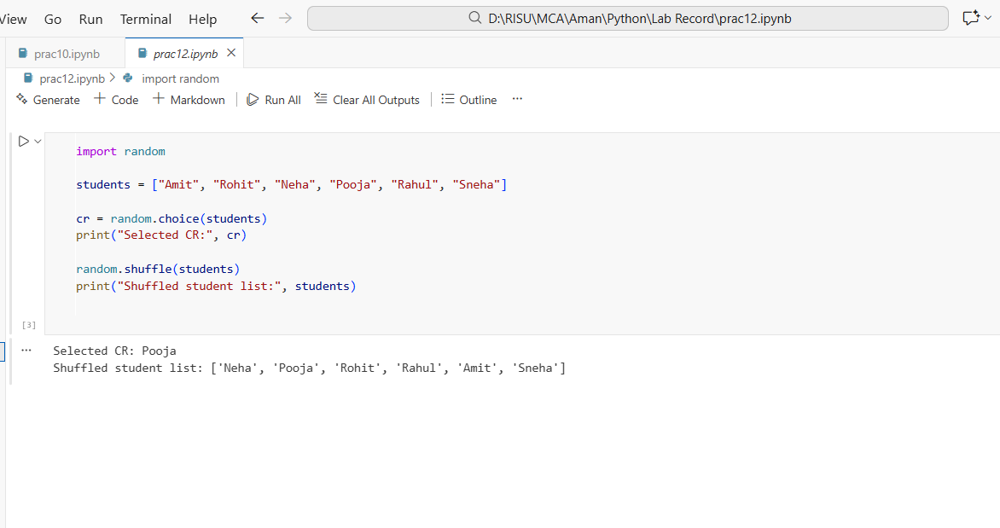 View Go Run Terminal Help D:\RISU\MCA\Aman\Python\Lab Record\prac12.ipynb
prac10.ipynb prac12.ipynb
prac12.ipynb > import random
Generate + Code + Markdown Run All Clear All Outputs Outline ...
import random
students = ["Amit", "Rohit", "Neha", "Pooja", "Rahul", "Sneha"]
cr = random.choice(students)
print("Selected CR:", cr)
random.shuffle(students)
print("Shuffled student list:", students)
[3]
... Selected CR: Pooja
Shuffled student list: ['Neha', 'Pooja', 'Rohit', 'Rahul', 'Amit', 'Sneha']